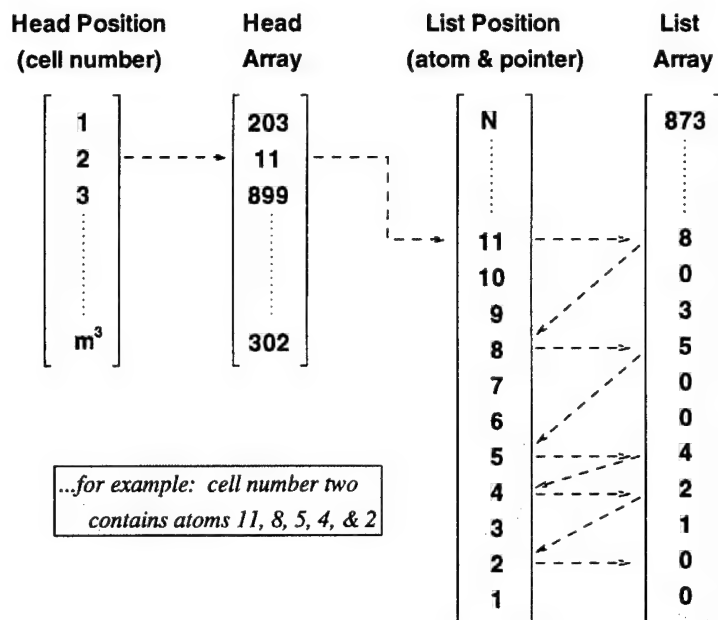 Head Position Head List Position List
(cell number) Array (atom & pointer) Array
1 203 N 873
2 11
3 899
11 8
10 0
9 3
m³ 302
8 5
7 0
6 0
5 4
...for example: cell number two
4 2
contains atoms 11, 8, 5, 4, & 2
3 1
2 0
1 0